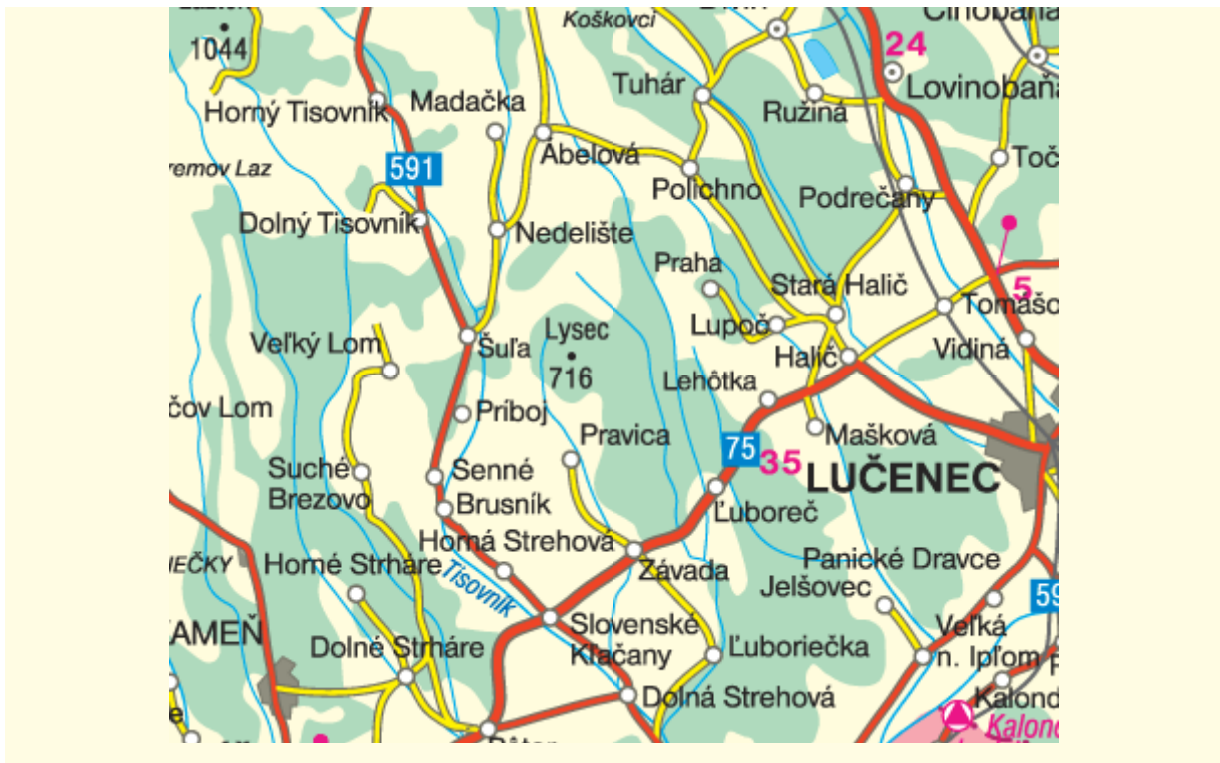 1044
Koškovci
24
Tuhár
Madačka
Lovinobaňa
Horný Tisovník
Ružiná
Ábelová
591
Polichno
Podrečany
Dolný Tisovník
Nedelište
Praha
Stará Halič
5
Lupoč
Lysec
716
Veľký Lom
Šuľa
Halič
Vidiná
Lehôtka
Príboj
Pravica
Mašková
75
35
LUČENEC
Suché
Brezovo
Senné
Brusník
Ľuboreč
Horná Strehová
Horné Strháre
Tisovník
Závada
Panické Dravce
Jelšovec
Slovenské
Kľačany
Dolné Strháre
Ľuboriečka
Veľká
n. Ipľom
Dolná Strehová